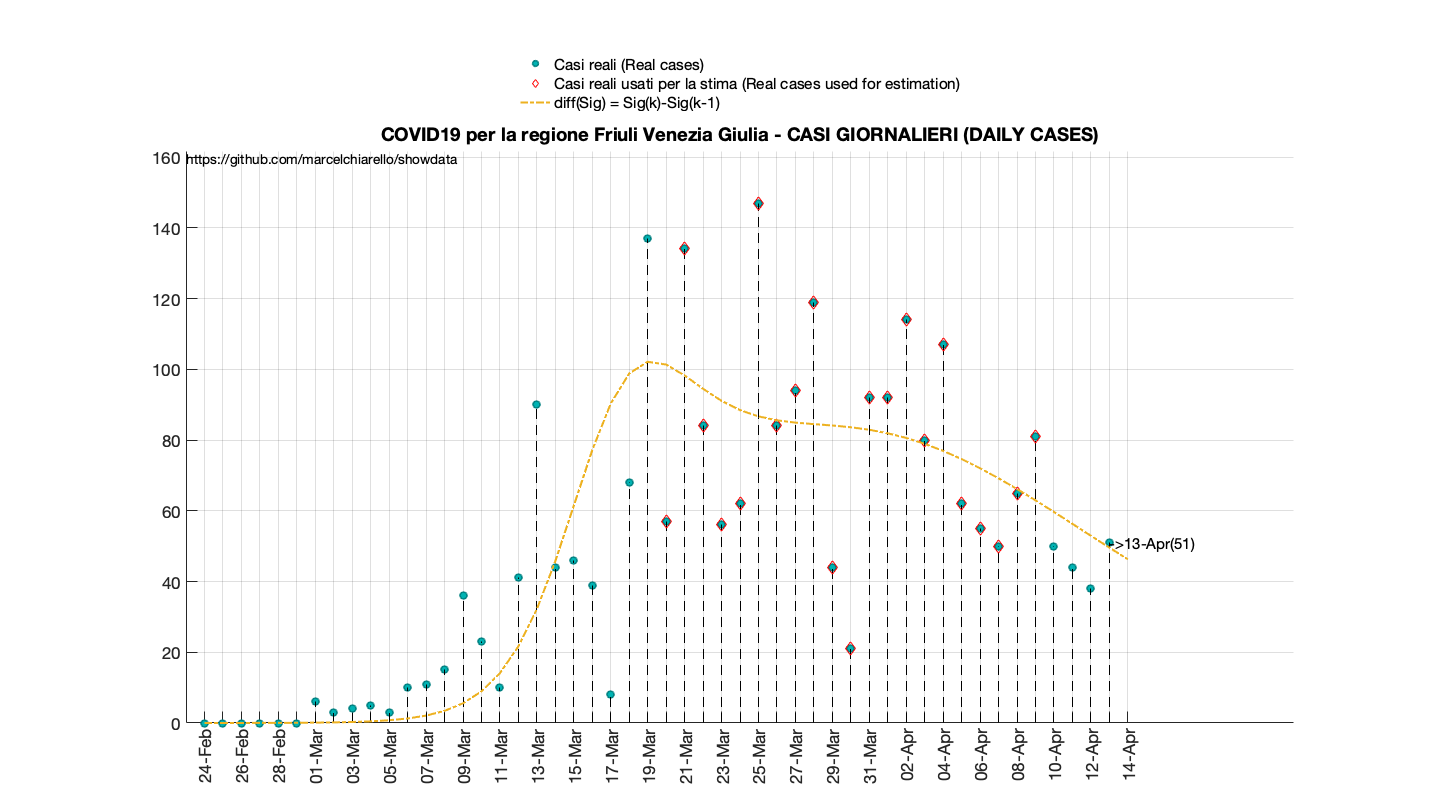 Casi reali (Real cases)
Casi reali usati per la stima (Real cases used for estimation)
diff(Sig) = Sig(k)-Sig(k-1)
COVID19 per la regione Friuli Venezia Giulia - CASI GIORNALIERI (DAILY CASES)
https://github.com/marcelchiarello/showdata
160
140
120
100
80
60
40
20
0
->13-Apr(51)
24-Feb
26-Feb
28-Feb
01-Mar
03-Mar
05-Mar
07-Mar
09-Mar
11-Mar
13-Mar
15-Mar
17-Mar
19-Mar
21-Mar
23-Mar
25-Mar
27-Mar
29-Mar
31-Mar
02-Apr
04-Apr
06-Apr
08-Apr
10-Apr
12-Apr
14-Apr